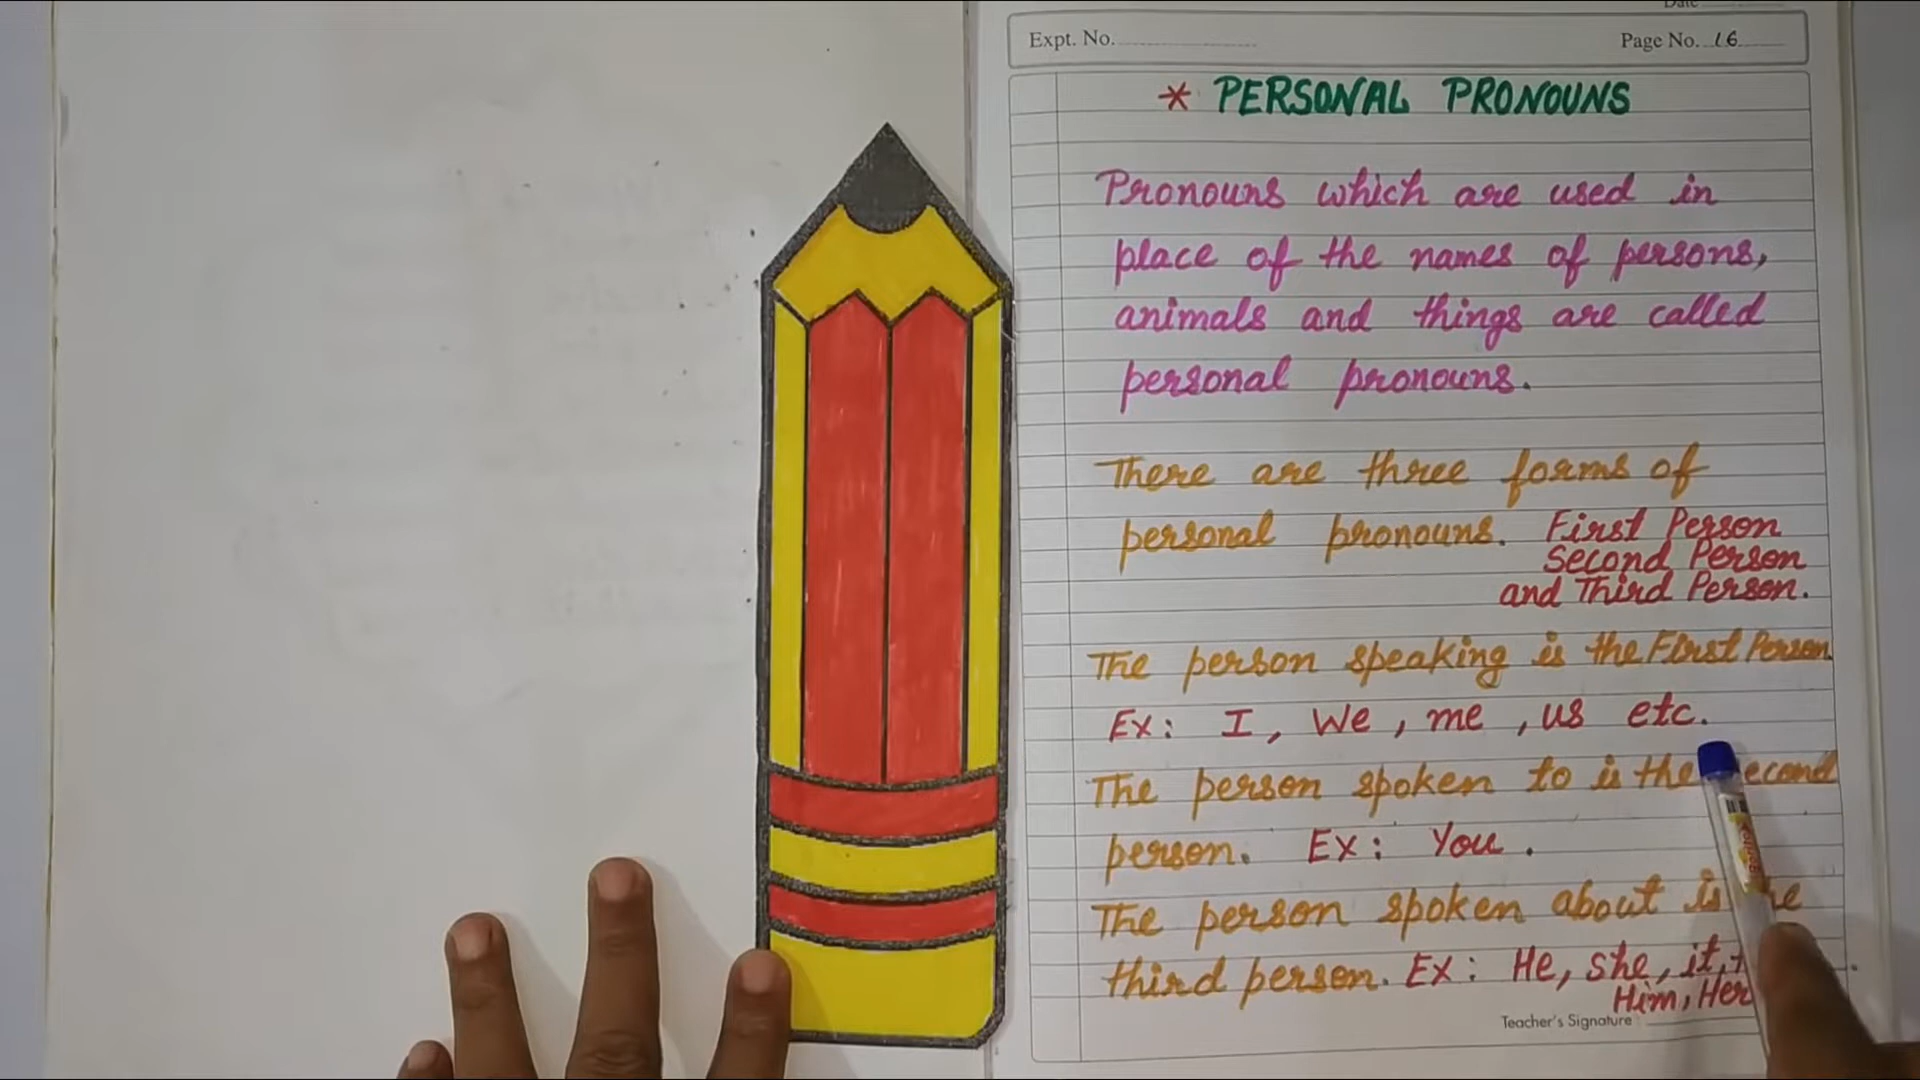 Date
Expt. No.
Page No. 16
* PERSONAL PRONOUNS
Pronouns which are used in
place of the names of persons,
animals and things are called
personal pronouns.
There are three forms of
personal pronouns. First Person
Second Person
and Third Person.
The person speaking is the First Person.
Ex: I, We, me, us etc.
The person spoken to is the
person. Ex: You.
The person spoken about is
third person. Ex: He, she, it,
Him, Her
Teacher's Signature